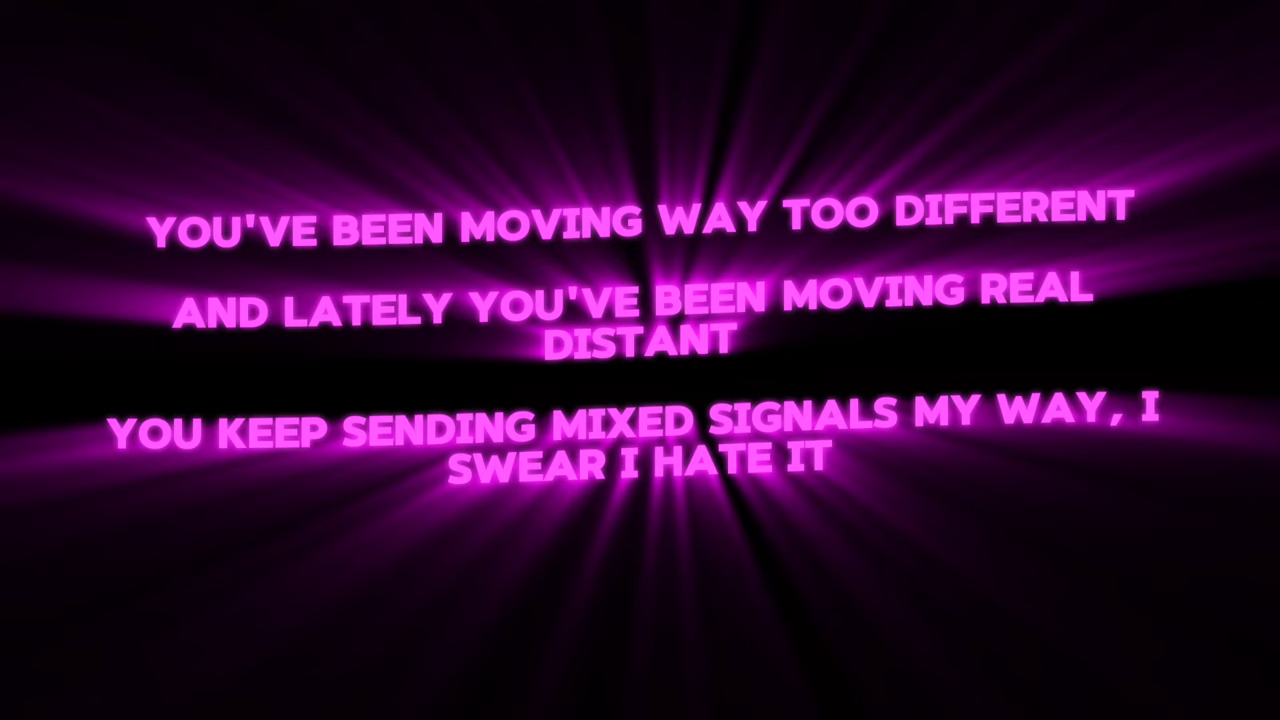 YOU'VE BEEN MOVING WAY TOO DIFFERENT
AND LATELY YOU'VE BEEN MOVING REAL
DISTANT
YOU KEEP SENDING MIXED SIGNALS MY WAY, I
SWEAR I HATE IT